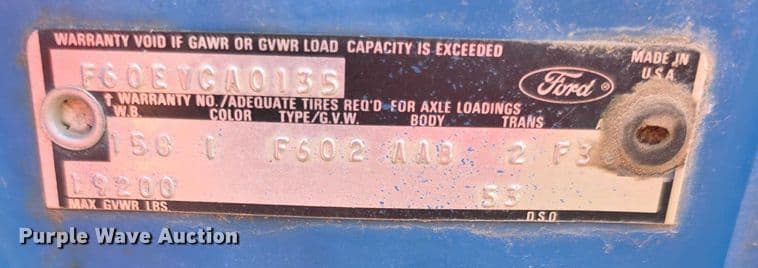 WARRANTY VOID IF GAWR OR GVWR LOAD CAPACITY IS EXCEEDED
MADE IN
U.S.A.
F60EVCA0135
Ford
WARRANTY NO./ADEQUATE TIRES REQ'D FOR AXLE LOADINGS
W.B. COLOR TYPE/G.V.W. BODY TRANS
158 1 F602 AAB 2
19200 53
MAX GVWR LBS. D.S.O.
Purple Wave Auction